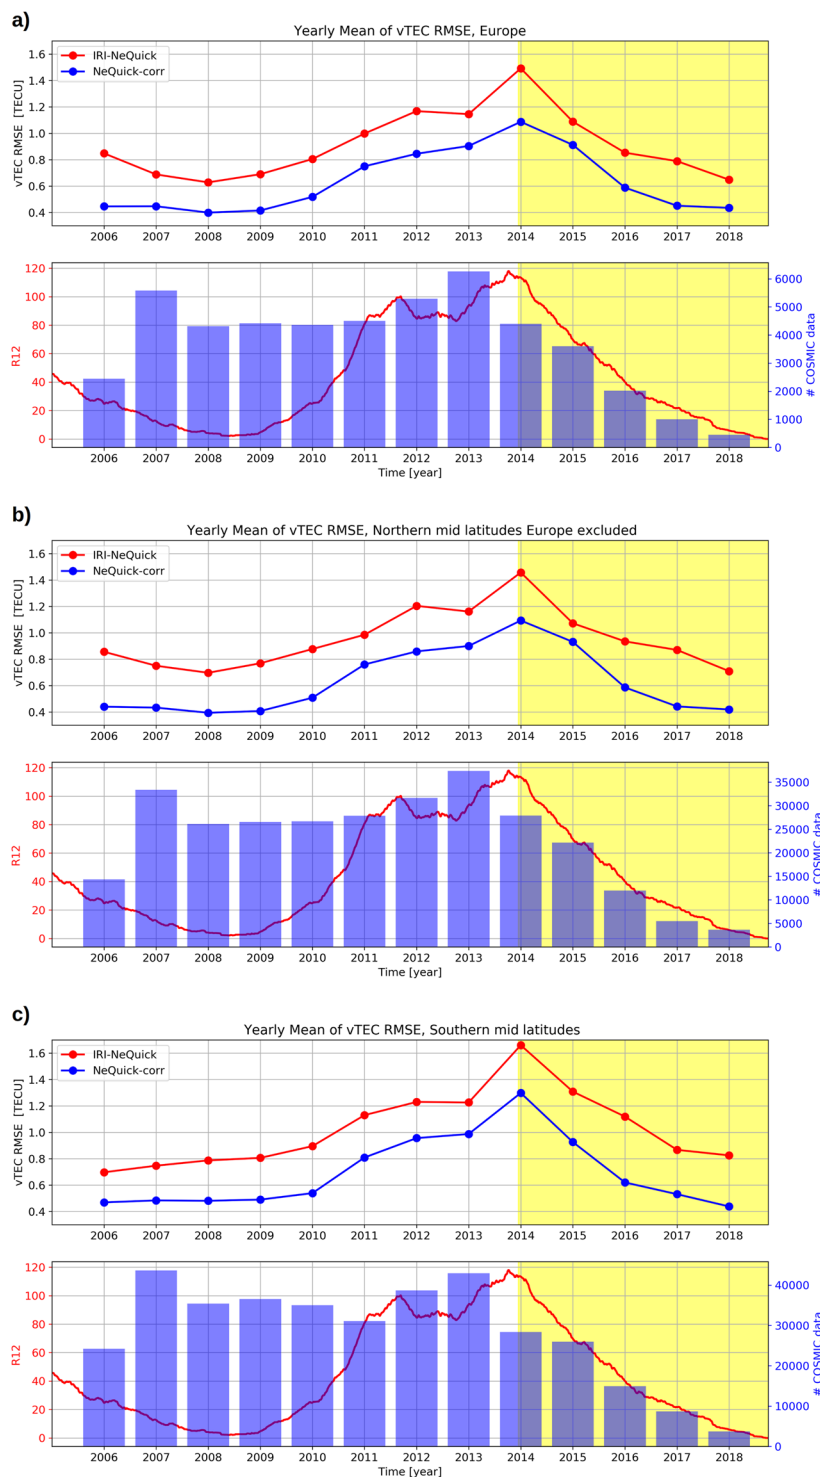 a)
Yearly Mean of vTEC RMSE, Europe
vTEC RMSE [TECU]
1.6
1.4
1.2
1.0
0.8
0.6
0.4
IRI-NeQuick
NeQuick-corr
2006 2007 2008 2009 2010 2011 2012 2013 2014 2015 2016 2017 2018
R12
120
100
80
60
40
20
0
6000
5000
4000
3000
2000
1000
0
# COSMIC data
2006 2007 2008 2009 2010 2011 2012 2013 2014 2015 2016 2017 2018
Time [year]
b)
Yearly Mean of vTEC RMSE, Northern mid latitudes Europe excluded
vTEC RMSE [TECU]
1.6
1.4
1.2
1.0
0.8
0.6
0.4
IRI-NeQuick
NeQuick-corr
2006 2007 2008 2009 2010 2011 2012 2013 2014 2015 2016 2017 2018
R12
120
100
80
60
40
20
0
35000
30000
25000
20000
15000
10000
5000
0
# COSMIC data
2006 2007 2008 2009 2010 2011 2012 2013 2014 2015 2016 2017 2018
Time [year]
c)
Yearly Mean of vTEC RMSE, Southern mid latitudes
vTEC RMSE [TECU]
1.6
1.4
1.2
1.0
0.8
0.6
0.4
IRI-NeQuick
NeQuick-corr
2006 2007 2008 2009 2010 2011 2012 2013 2014 2015 2016 2017 2018
R12
120
100
80
60
40
20
0
40000
30000
20000
10000
0
# COSMIC data
2006 2007 2008 2009 2010 2011 2012 2013 2014 2015 2016 2017 2018
Time [year]